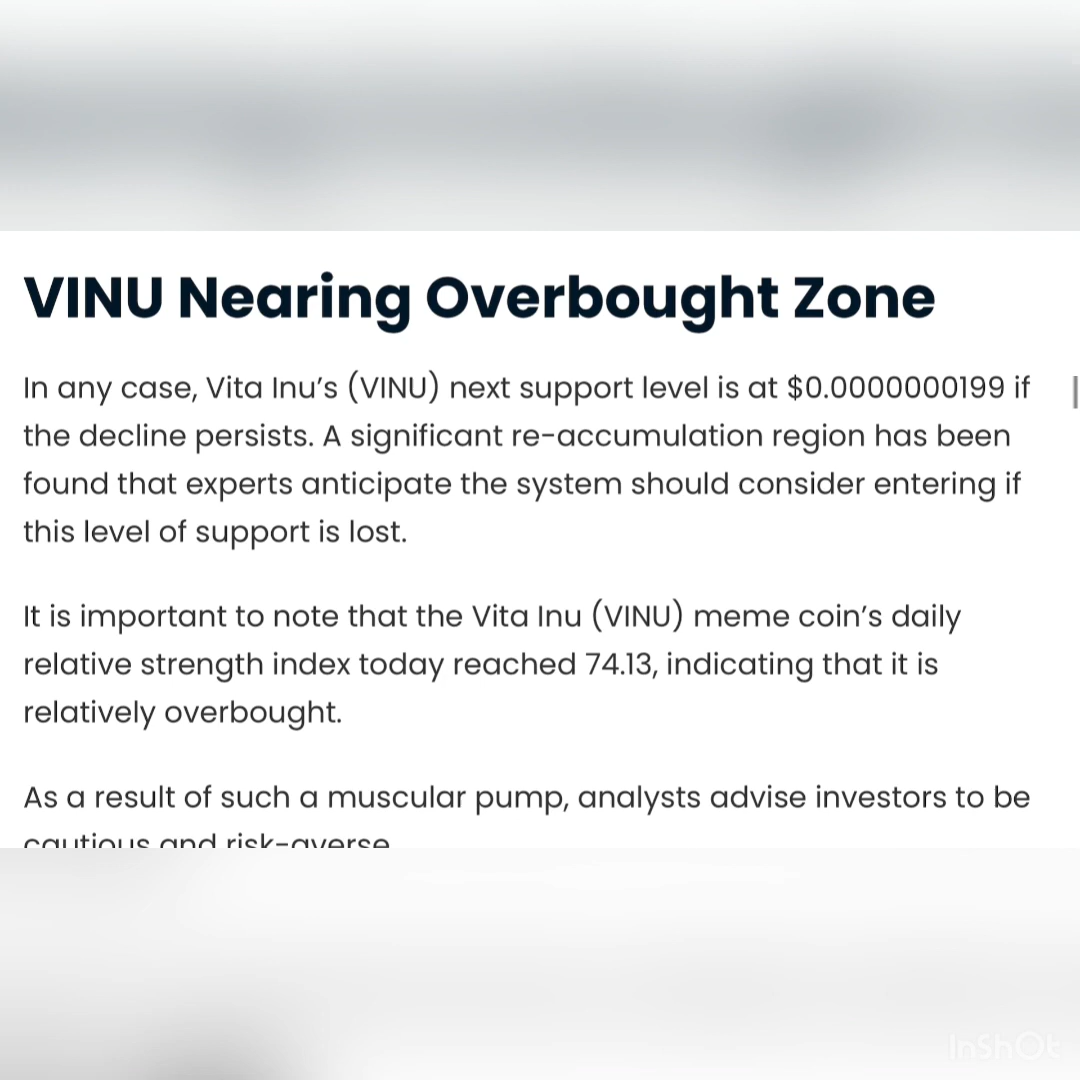 VINU Nearing Overbought Zone
In any case, Vita Inu’s (VINU) next support level is at $0.0000000199 if
the decline persists. A significant re-accumulation region has been
found that experts anticipate the system should consider entering if
this level of support is lost.
It is important to note that the Vita Inu (VINU) meme coin’s daily
relative strength index today reached 74.13, indicating that it is
relatively overbought.
As a result of such a muscular pump, analysts advise investors to be
cautious and risk-averse
InShOt